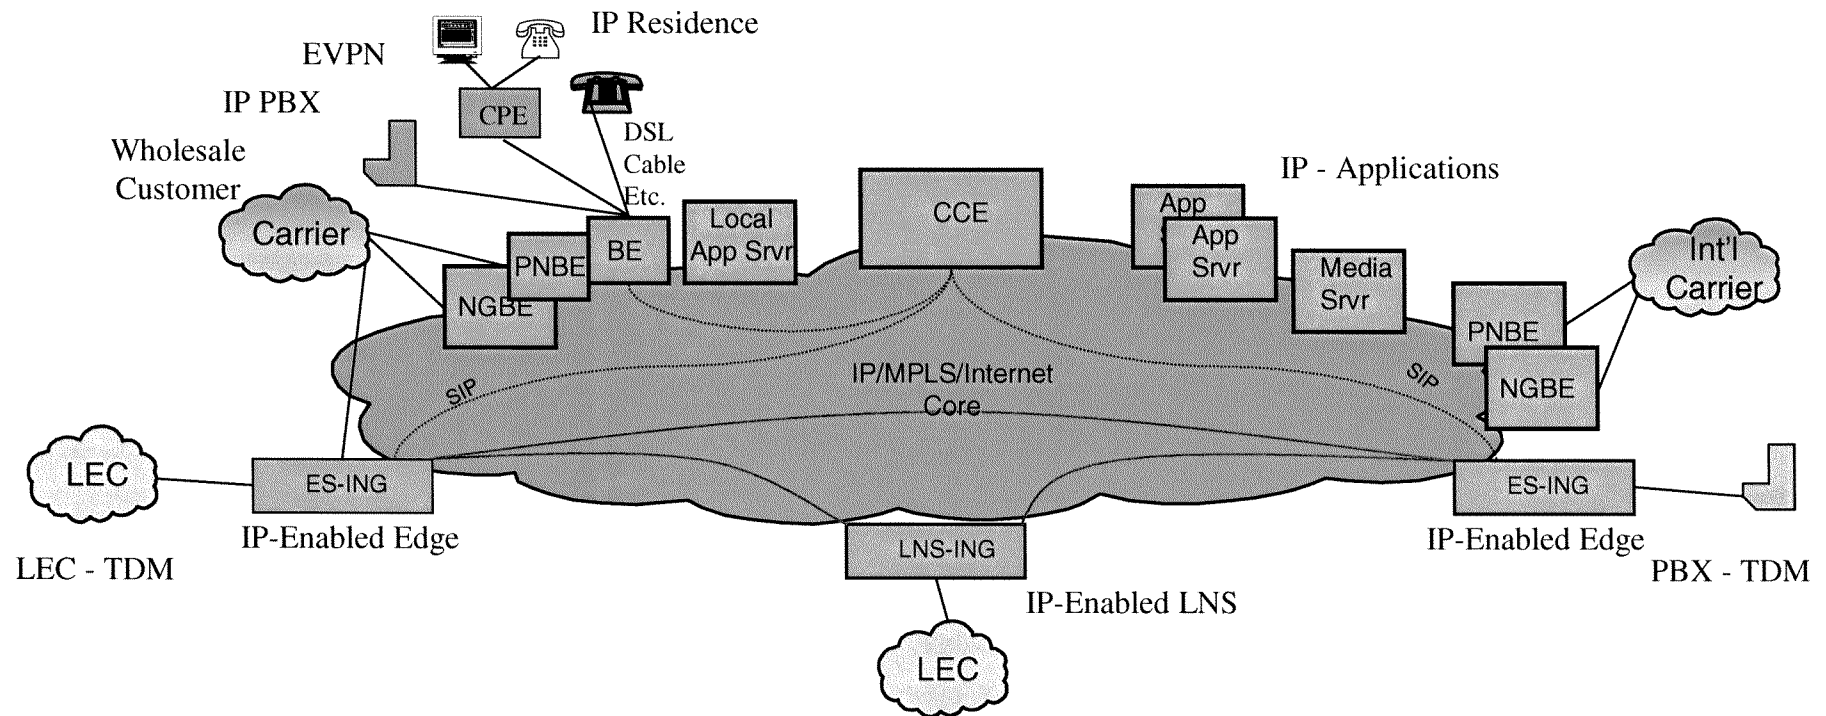 IP Residence
EVPN
IP PBX
CPE
DSL
Cable
Etc.
Wholesale
Customer
Carrier
NGBE
PNBE
BE
Local
App Srvr
CCE
App
App
Srvr
IP - Applications
Media
Srvr
PNBE
NGBE
Int'l
Carrier
SIP
IP/MPLS/Internet
Core
SIP
LEC
LEC - TDM
ES-ING
IP-Enabled Edge
LNS-ING
IP-Enabled LNS
LEC
ES-ING
IP-Enabled Edge
PBX - TDM